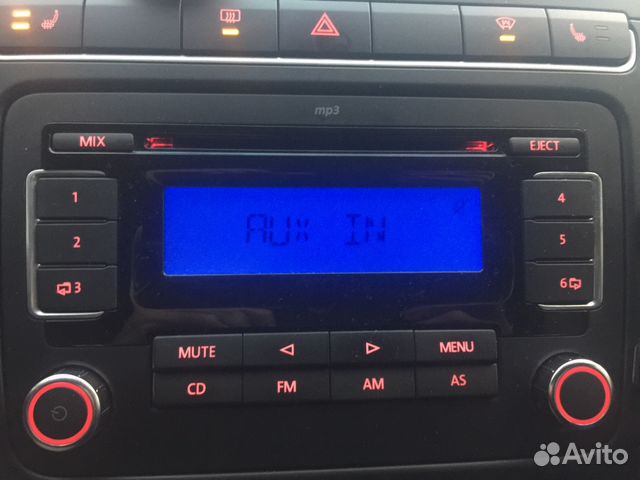 mp3
MIX
EJECT
1
4
AUX IN
2
5
3
6
MUTE
MENU
CD
FM
AM
AS
Avito